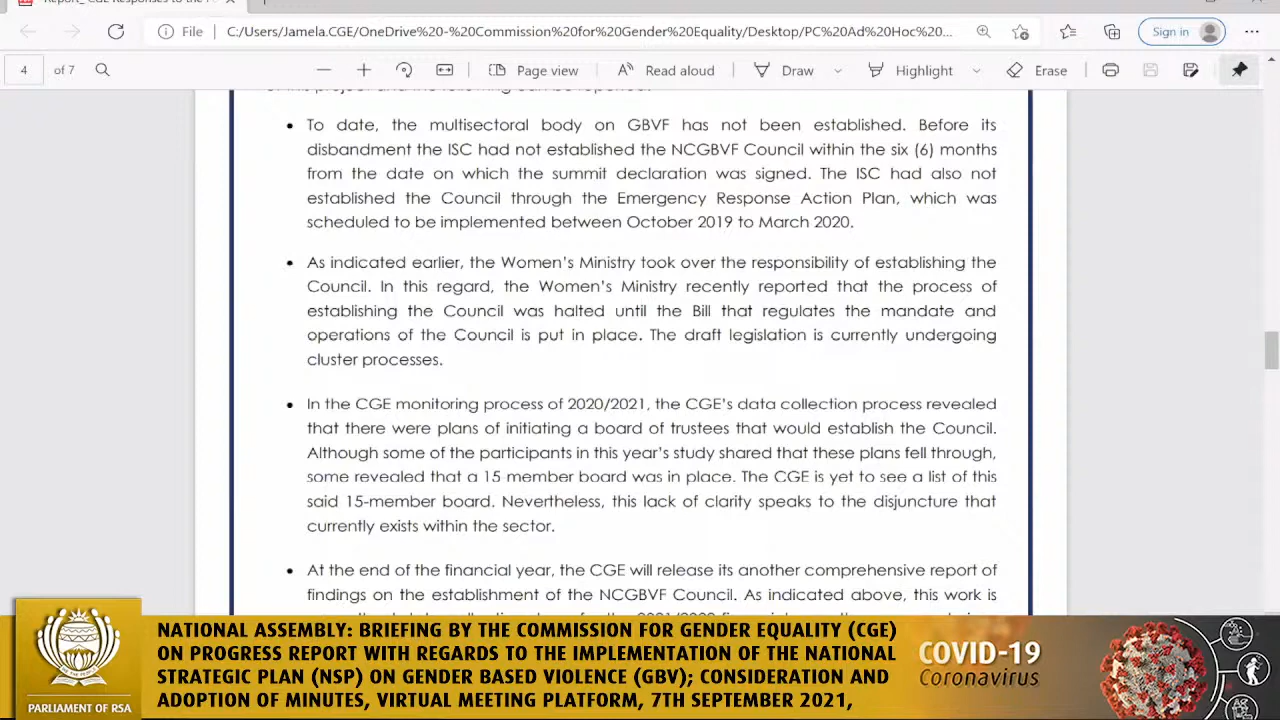 Report_ CGE Responses to the
File
C:/Users/Jamela.CGE/OneDrive%20-%20Commission%20for%20Gender%20Equality/Desktop/PC%20Ad%20Hoc%20...
Sign in
4 of 7
Page view
Read aloud
Draw
Highlight
Erase
of this project and the following can be reported:
• To date, the multisectoral body on GBVF has not been established. Before its
disbandment the ISC had not established the NCGBVF Council within the six (6) months
from the date on which the summit declaration was signed. The ISC had also not
established the Council through the Emergency Response Action Plan, which was
scheduled to be implemented between October 2019 to March 2020.
• As indicated earlier, the Women's Ministry took over the responsibility of establishing the
Council. In this regard, the Women's Ministry recently reported that the process of
establishing the Council was halted until the Bill that regulates the mandate and
operations of the Council is put in place. The draft legislation is currently undergoing
cluster processes.
• In the CGE monitoring process of 2020/2021, the CGE's data collection process revealed
that there were plans of initiating a board of trustees that would establish the Council.
Although some of the participants in this year's study shared that these plans fell through,
some revealed that a 15 member board was in place. The CGE is yet to see a list of this
said 15-member board. Nevertheless, this lack of clarity speaks to the disjuncture that
currently exists within the sector.
• At the end of the financial year, the CGE will release its another comprehensive report of
findings on the establishment of the NCGBVF Council. As indicated above, this work is
NATIONAL ASSEMBLY: BRIEFING BY THE COMMISSION FOR GENDER EQUALITY (CGE)
ON PROGRESS REPORT WITH REGARDS TO THE IMPLEMENTATION OF THE NATIONAL
STRATEGIC PLAN (NSP) ON GENDER BASED VIOLENCE (GBV); CONSIDERATION AND
ADOPTION OF MINUTES, VIRTUAL MEETING PLATFORM, 7TH SEPTEMBER 2021,
PARLIAMENT OF RSA
COVID-19
Coronavirus